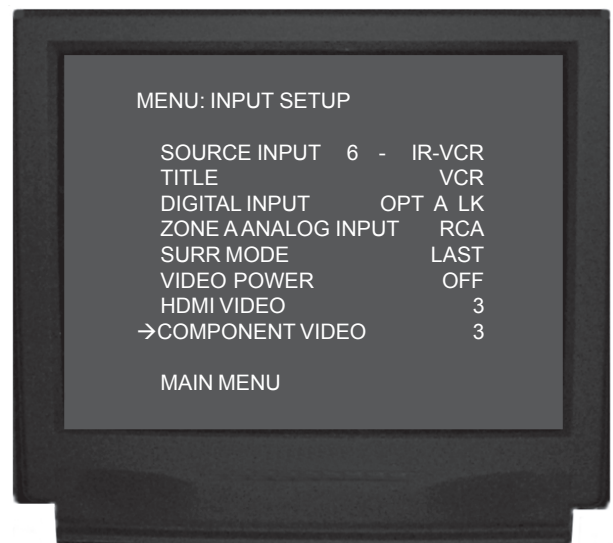 MENU: INPUT SETUP
SOURCE INPUT 6 - IR-VCR
TITLE VCR
DIGITAL INPUT OPT A LK
ZONE A ANALOG INPUT RCA
SURR MODE LAST
VIDEO POWER OFF
HDMI VIDEO 3
→COMPONENT VIDEO 3
MAIN MENU